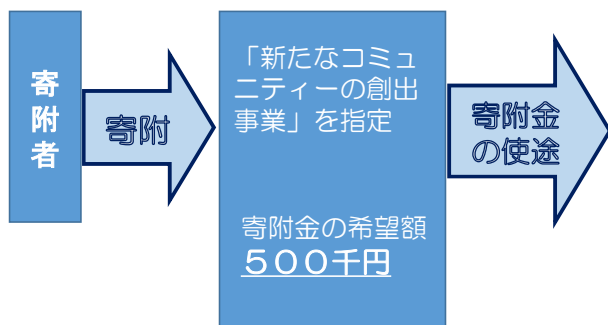 寄附者
寄附
「新たなコミュ
ニティーの創出
事業」を指定
寄附金の希望額
５００千円
寄附金
の使途